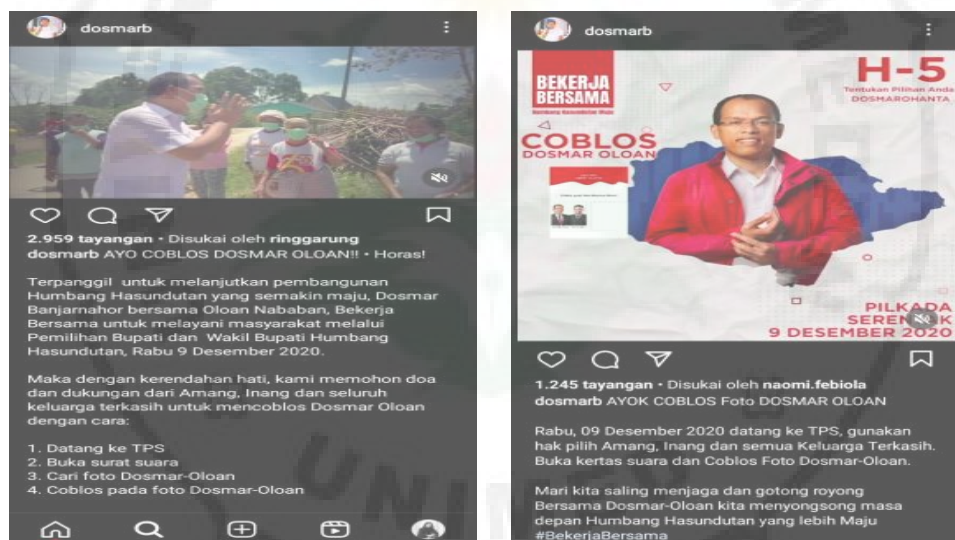 dosmarb
2.959 tayangan • Disukai oleh ringgarung
dosmarb AYO COBLOS DOSMAR OLOAN!! • Horas!
Terpanggil untuk melanjutkan pembangunan
Humbang Hasundutan yang semakin maju, Dosmar
Banjarnahor bersama Oloan Nababan, Bekerja
Bersama untuk melayani masyarakat melalui
Pemilihan Bupati dan Wakil Bupati Humbang
Hasundutan, Rabu 9 Desember 2020.
Maka dengan kerendahan hati, kami memohon doa
dan dukungan dari Amang, Inang dan seluruh
keluarga terkasih untuk mencoblos Dosmar Oloan
dengan cara:
1. Datang ke TPS
2. Buka surat suara
3. Cari foto Dosmar-Oloan
4. Coblos pada foto Dosmar-Oloan
dosmarb
BEKERJA
BERSAMA
Humbang Hasundutan Maju
COBLOS
DOSMAR OLOAN
H-5
Tentukan Pilihan Anda
DOSMAROHANTA
PILKADA
9 DESEMBER 2020
1.245 tayangan • Disukai oleh naomi.febiola
dosmarb AYOK COBLOS Foto DOSMAR OLOAN
Rabu, 09 Desember 2020 datang ke TPS, gunakan
hak pilih Amang, Inang dan semua Keluarga Terkasih.
Buka kertas suara dan Coblos Foto Dosmar-Oloan.
Mari kita saling menjaga dan gotong royong
Bersama Dosmar-Oloan kita menyongsong masa
depan Humbang Hasundutan yang lebih Maju
#BekerjaBersama